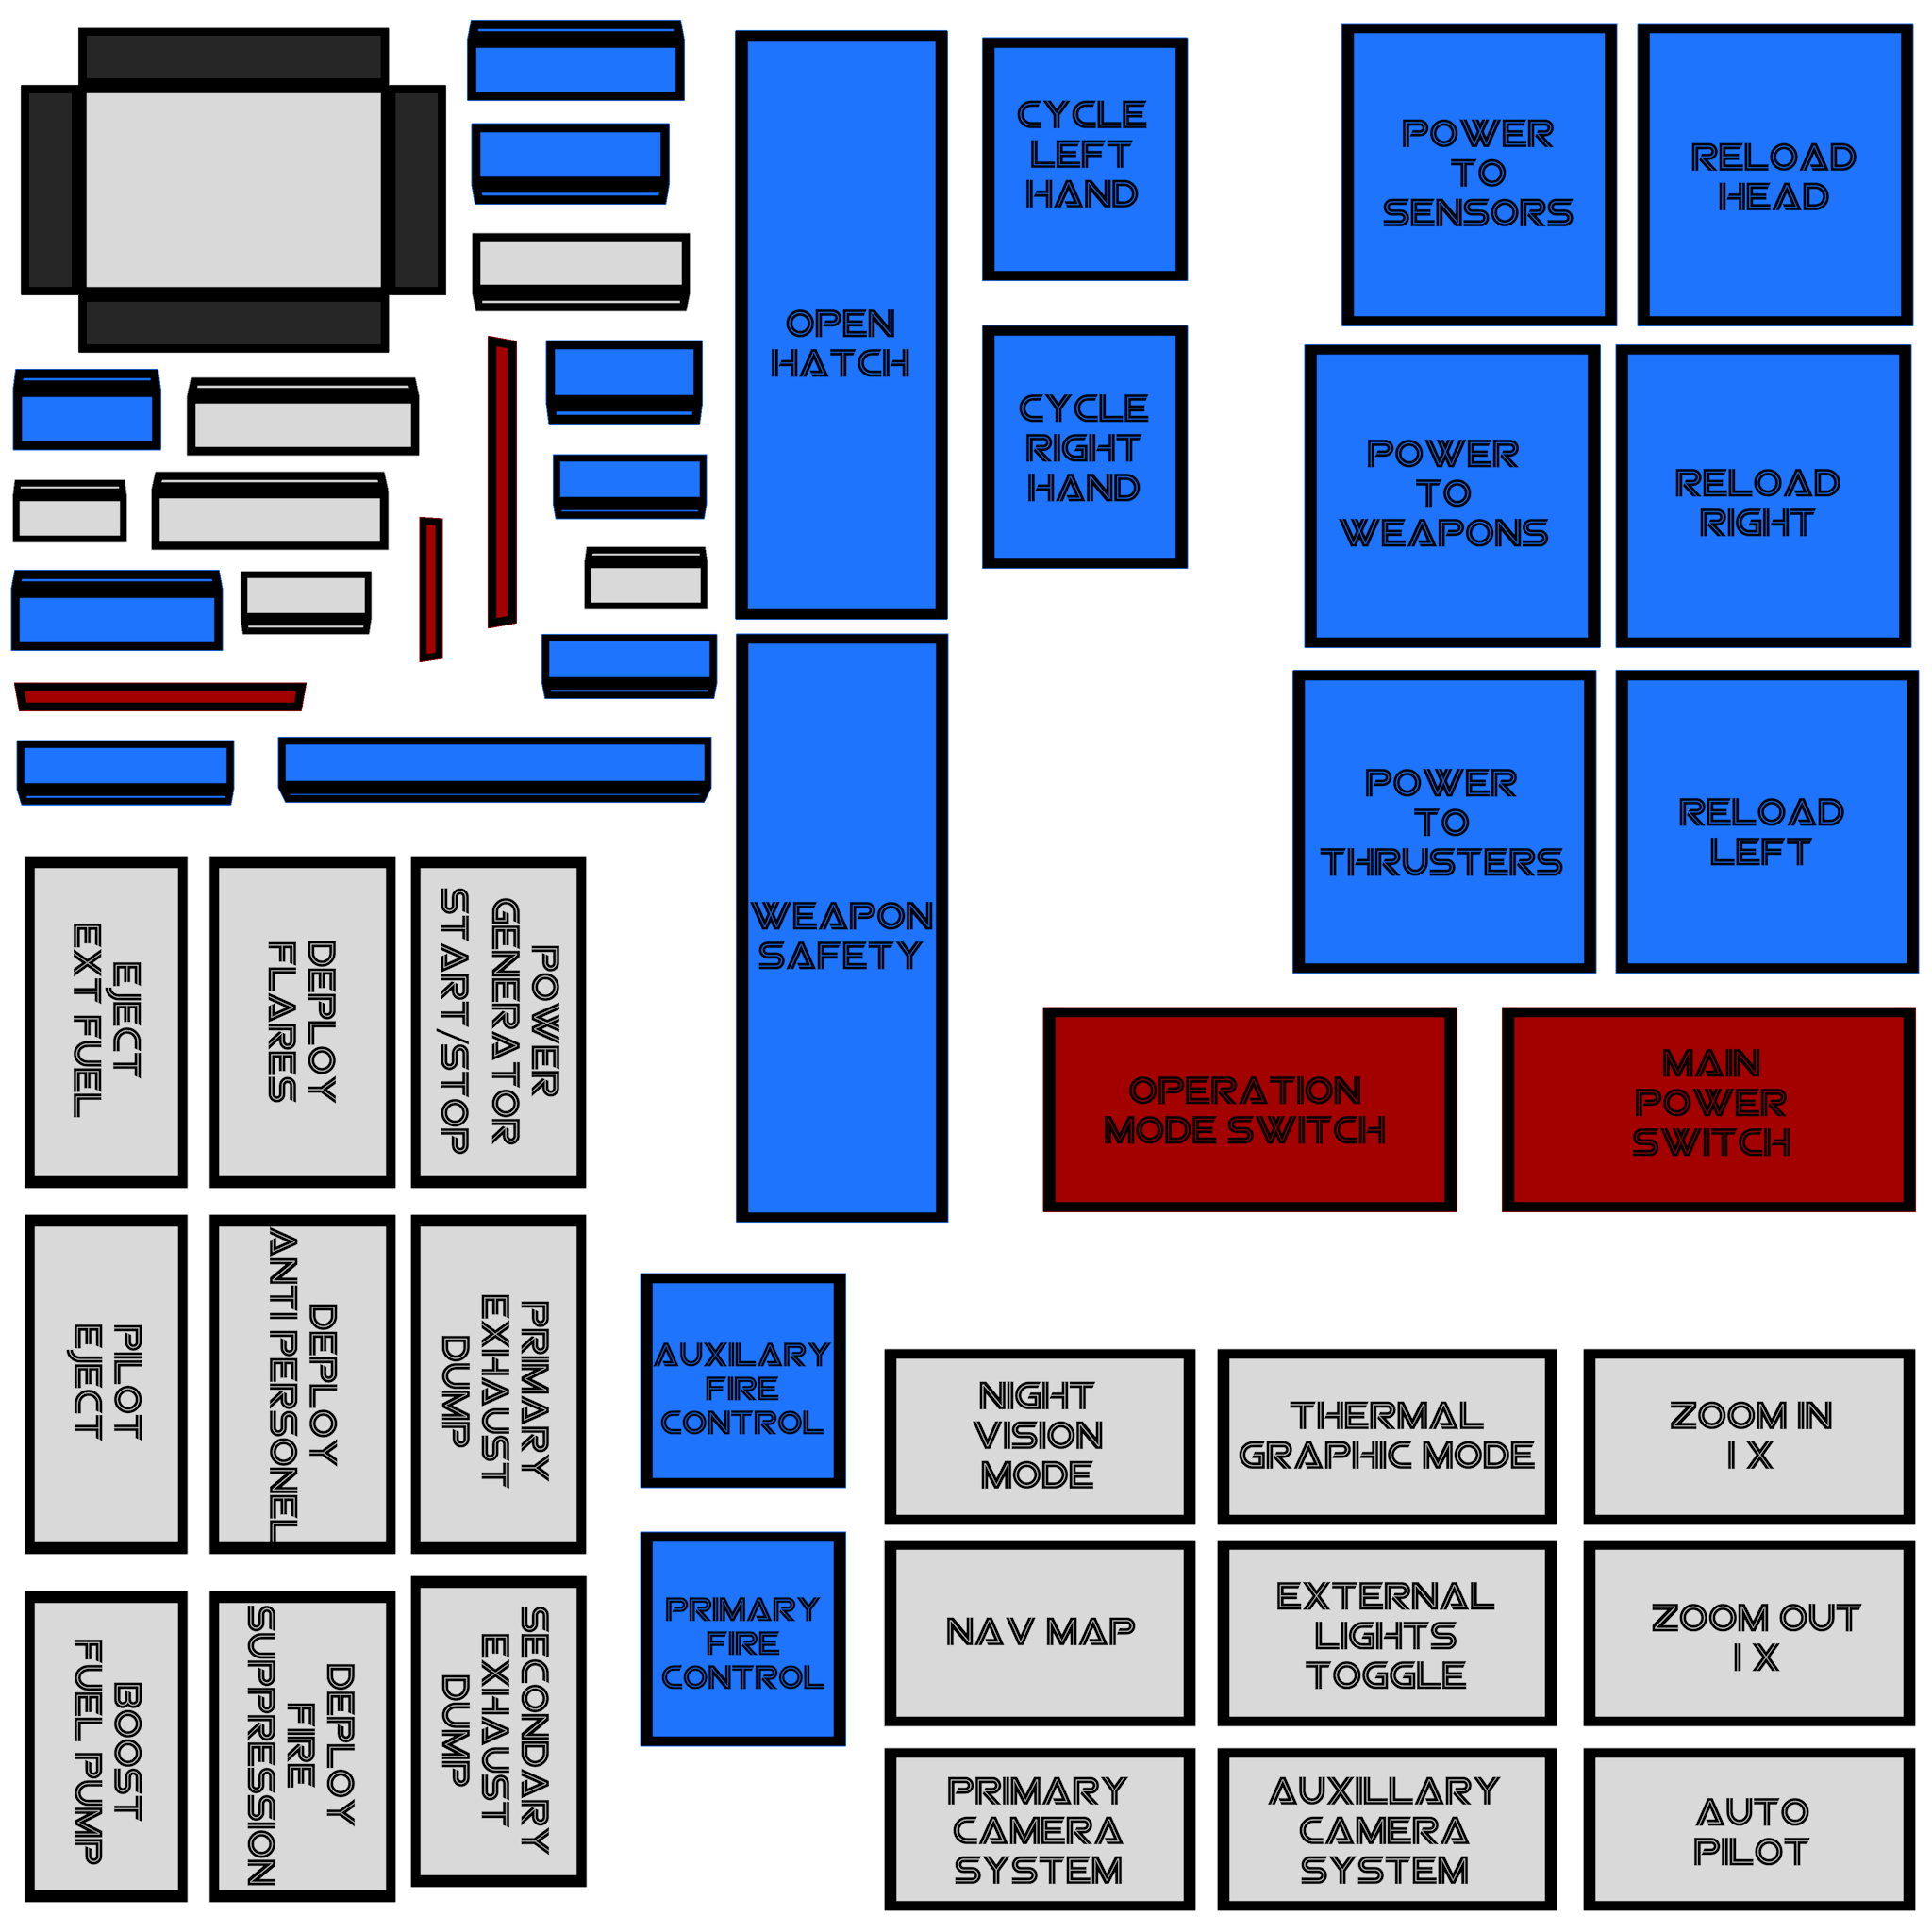 CYCLE
LEFT
HAND
POWER
TO
SENSORS
RELOAD
HEAD
OPEN
HATCH
CYCLE
RIGHT
HAND
POWER
TO
WEAPONS
RELOAD
RIGHT
POWER
TO
THRUSTERS
RELOAD
LEFT
WEAPON
SAFETY
OPERATION
MODE SWITCH
MAIN
POWER
SWITCH
EJECT
EXT FUEL
DEPLOY
FLARES
POWER
GENERATOR
START/STOP
PILOT
EJECT
DEPLOY
ANTI PERSONEL
PRIMARY
EXHAUST
DUMP
BOOST
FUEL PUMP
DEPLOY
FIRE
SUPPRESSION
SECONDARY
EXHAUST
DUMP
AUXILARY
FIRE
CONTROL
PRIMARY
FIRE
CONTROL
NIGHT
VISION
MODE
THERMAL
GRAPHIC MODE
ZOOM IN
1 X
NAV MAP
EXTERNAL
LIGHTS
TOGGLE
ZOOM OUT
1 X
PRIMARY
CAMERA
SYSTEM
AUXILLARY
CAMERA
SYSTEM
AUTO
PILOT